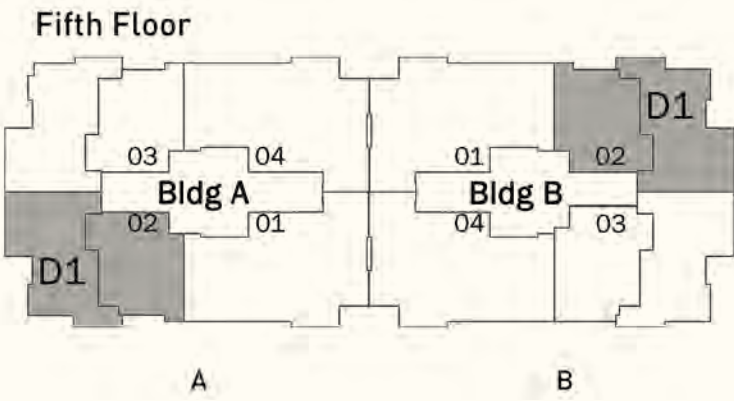 Fifth Floor
D1
03 04 01 02
Bldg A Bldg B
02 01 04 03
D1
A B